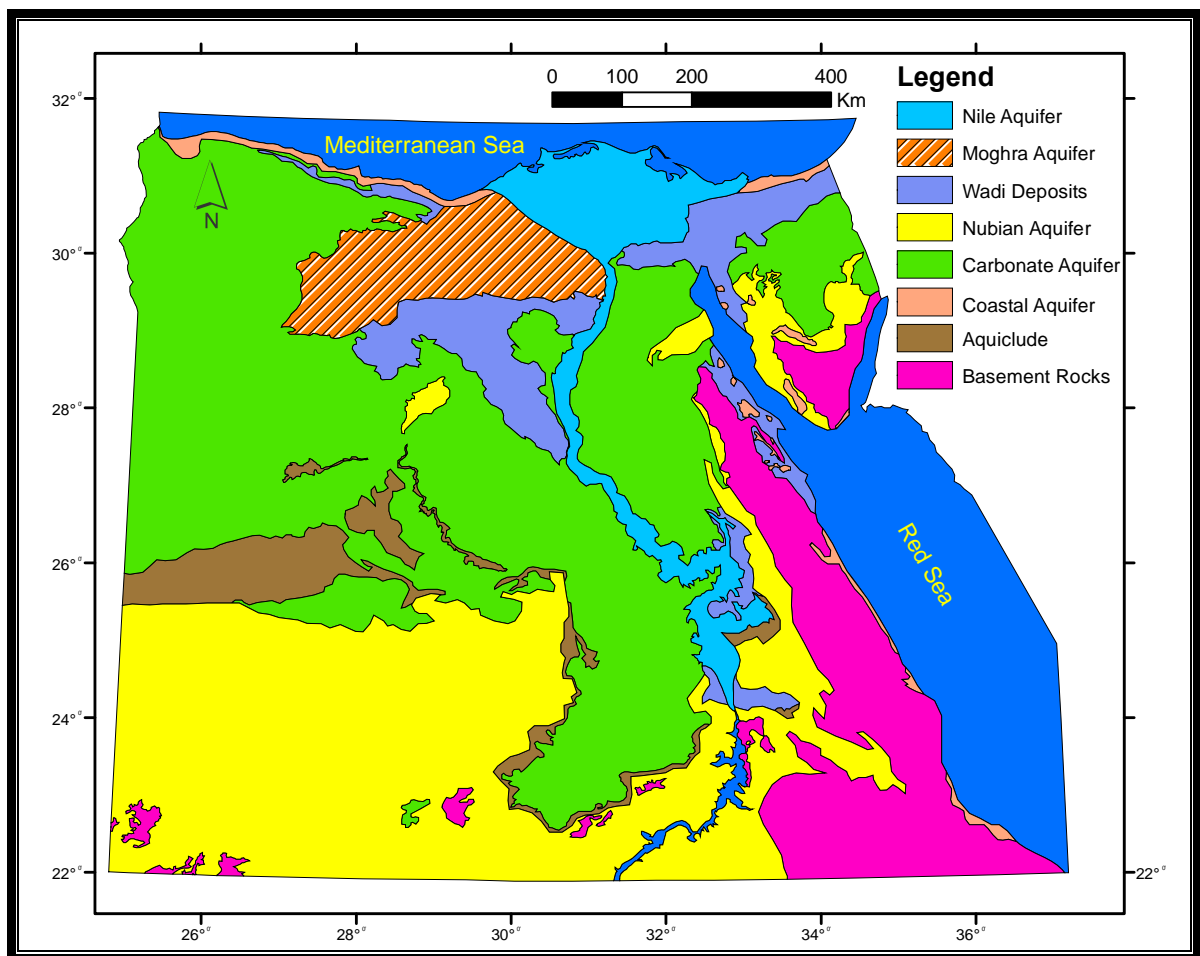 0 100 200 400
Km
Legend
Nile Aquifer
Moghra Aquifer
Wadi Deposits
Nubian Aquifer
Carbonate Aquifer
Coastal Aquifer
Aquiclude
Basement Rocks
Mediterranean Sea
N
Red Sea
32°
30°
28°
26°
24°
22°
22°
26° 28° 30° 32° 34° 36°